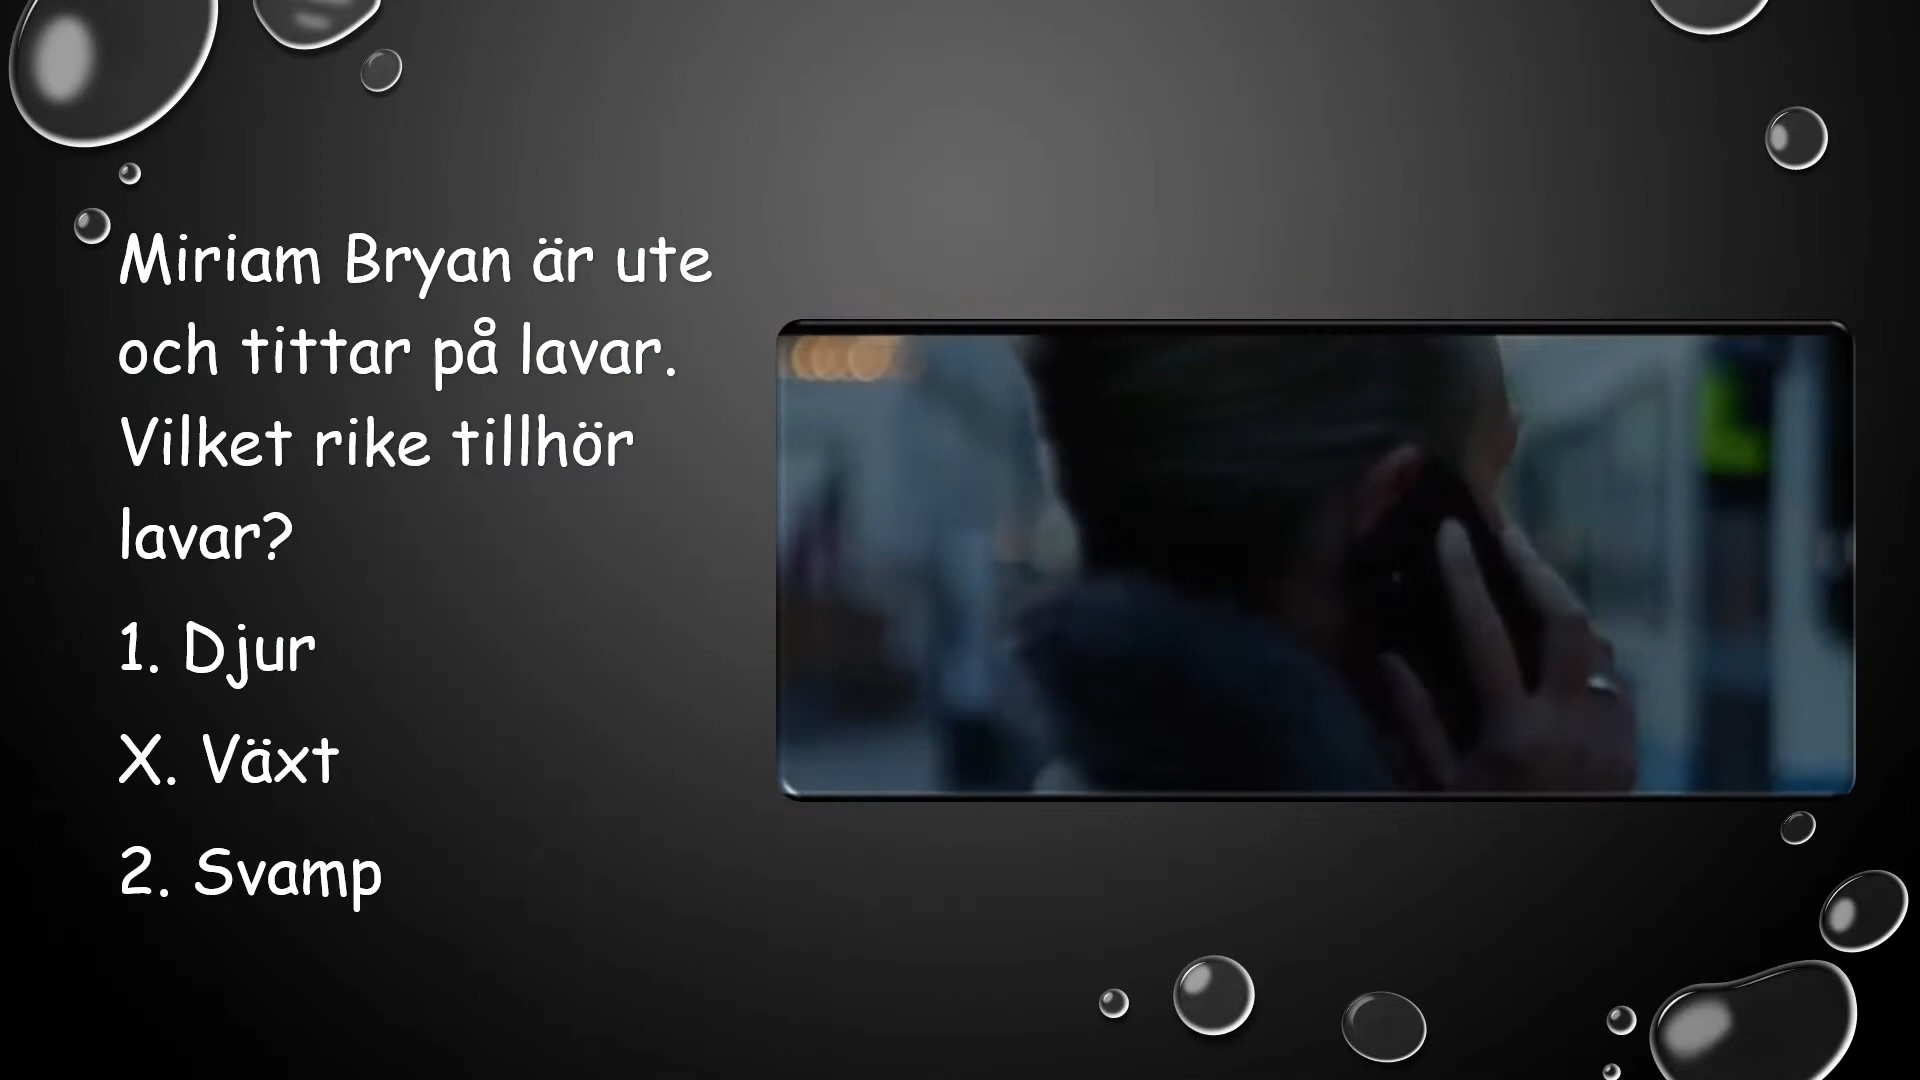 Miriam Bryan är ute
och tittar på lavar.
Vilket rike tillhör
lavar?
1. Djur
X. Växt
2. Svamp